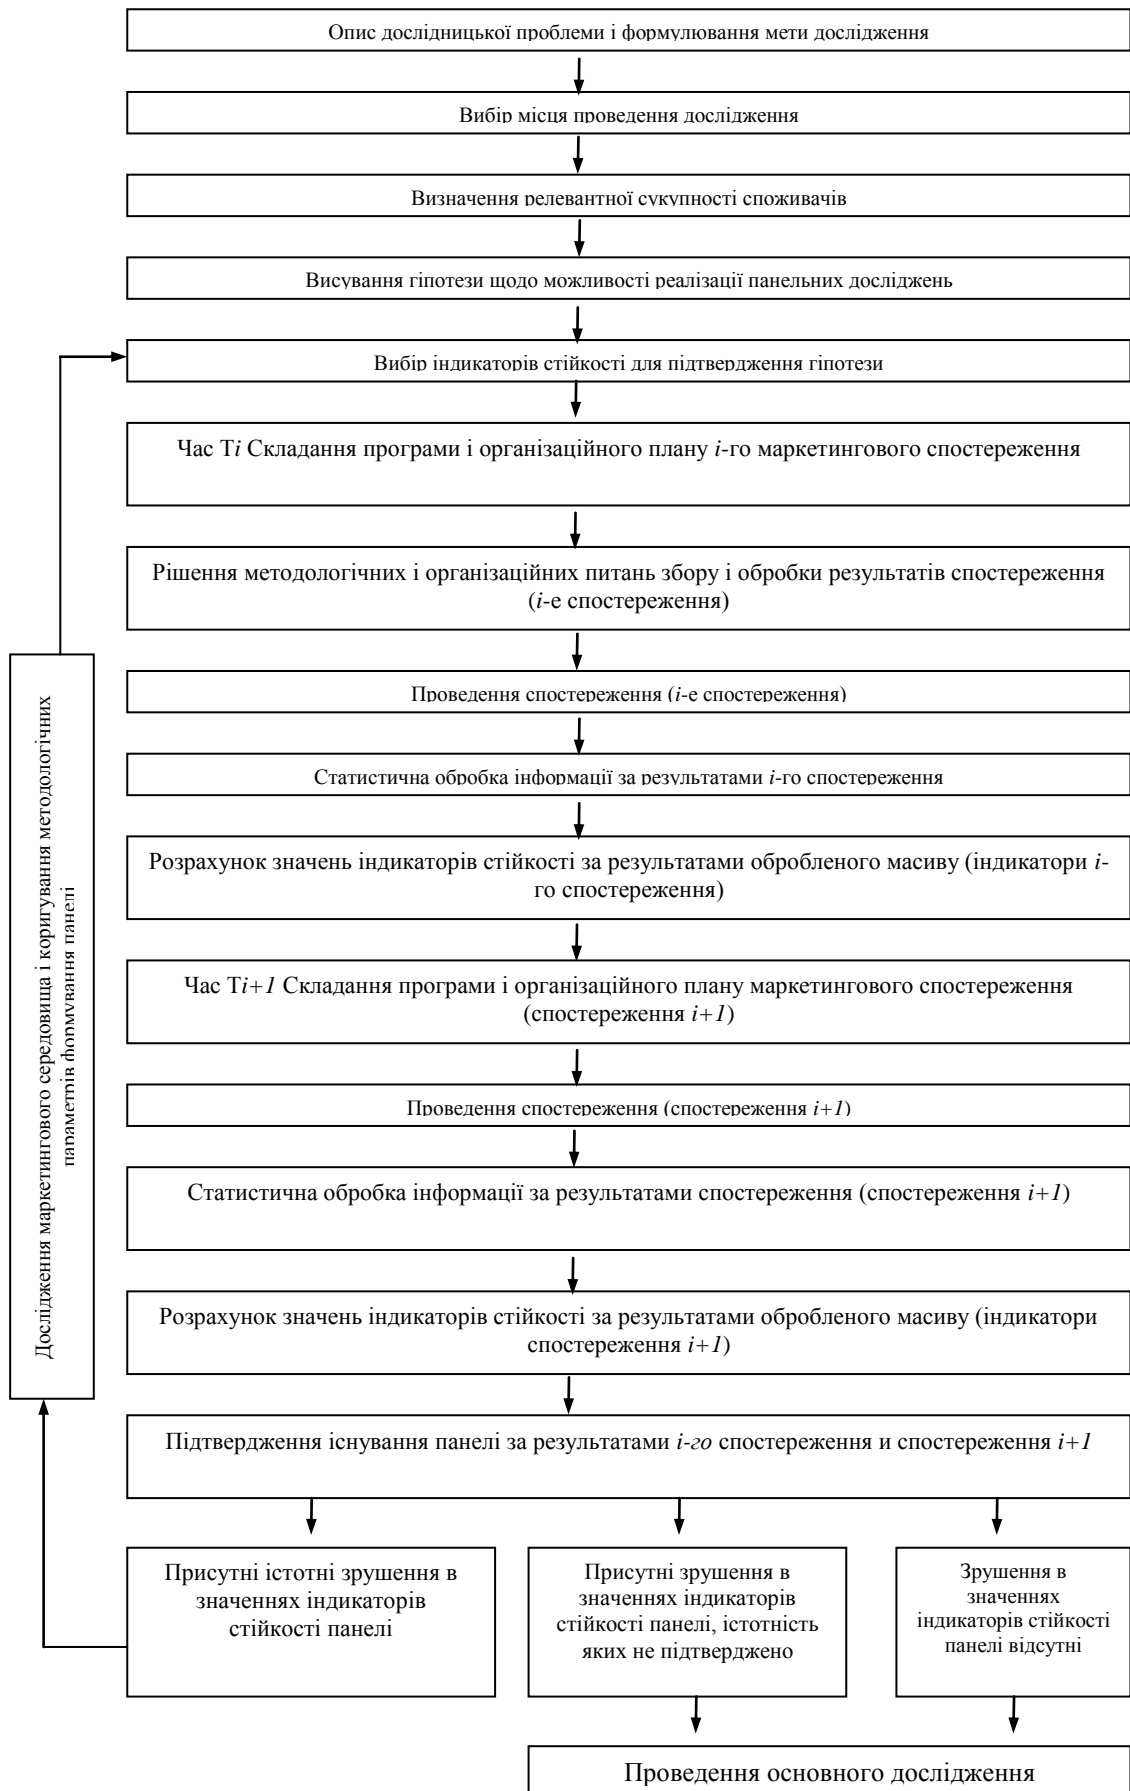 Опис дослідницької проблеми і формулювання мети дослідження
Вибір місця проведення дослідження
Визначення релевантної сукупності споживачів
Висування гіпотези щодо можливості реалізації панельних досліджень
Вибір індикаторів стійкості для підтвердження гіпотези
Час Ті Складання програми і організаційного плану і-го маркетингового спостереження
Рішення методологічних і організаційних питань збору і обробки результатів спостереження
(і-е спостереження)
Проведення спостереження (і-е спостереження)
Статистична обробка інформації за результатами і-го спостереження
Розрахунок значень індикаторів стійкості за результатами обробленого масиву (індикатори і-
го спостереження)
Час Ті+1 Складання програми і організаційного плану маркетингового спостереження
(спостереження і+1)
Проведення спостереження (спостереження і+1)
Статистична обробка інформації за результатами спостереження (спостереження і+1)
Розрахунок значень індикаторів стійкості за результатами обробленого масиву (індикатори
спостереження і+1)
Підтвердження існування панелі за результатами і-го спостереження и спостереження і+1
Дослідження маркетингового середовища і коригування методологічних
параметрів формування панелі
Присутні істотні зрушення в
значеннях індикаторів
стійкості панелі
Присутні зрушення в
значеннях індикаторів
стійкості панелі, істотність
яких не підтверджено
Зрушення в
значеннях
індикаторів стійкості
панелі відсутні
Проведення основного дослідження